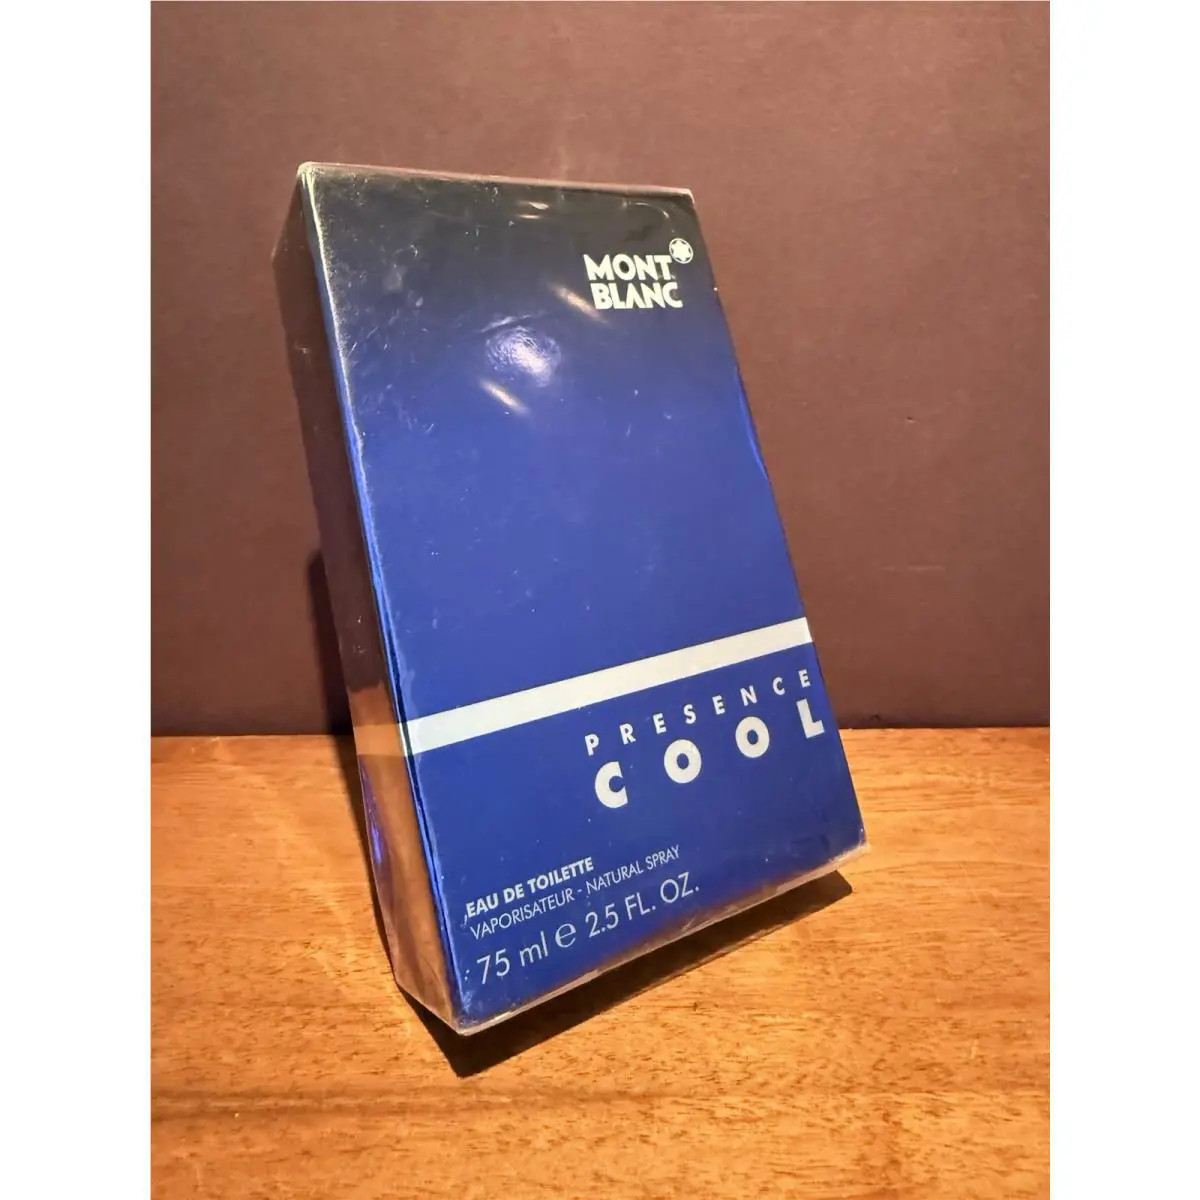 MONT
BLANC
PRESENCE
COOL
EAU DE TOILETTE
VAPORISATEUR - NATURAL SPRAY
75 ml ℮ 2.5 FL. OZ.